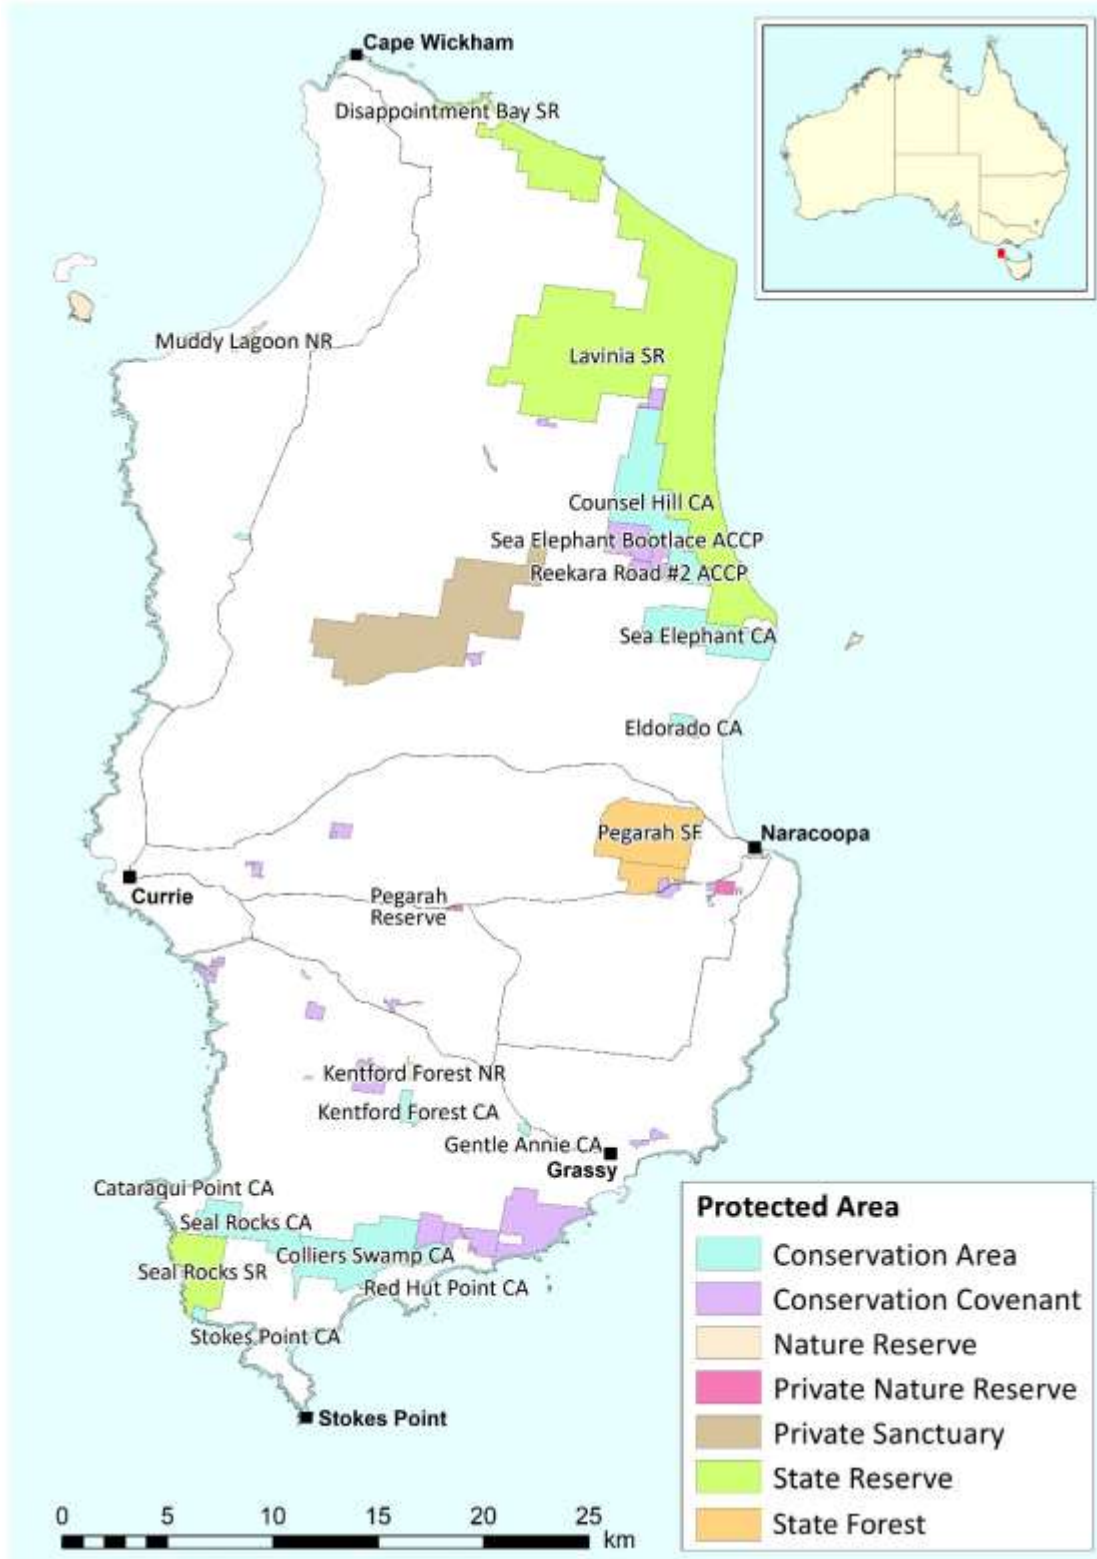 Cape Wickham
Disappointment Bay SR
Muddy Lagoon NR
Lavinia SR
Counsel Hill CA
Sea Elephant Bootlace ACCP
Reekara Road #2 ACCP
Sea Elephant CA
Eldorado CA
Pegarah SF
Naracoopa
Currie
Pegarah
Reserve
Kentford Forest NR
Kentford Forest CA
Gentle Annie CA
Grassy
Cataraqui Point CA
Seal Rocks CA
Colliers Swamp CA
Seal Rocks SR
Red Hut Point CA
Stokes Point CA
Stokes Point
Protected Area
Conservation Area
Conservation Covenant
Nature Reserve
Private Nature Reserve
Private Sanctuary
State Reserve
State Forest
0 5 10 15 20 25
km